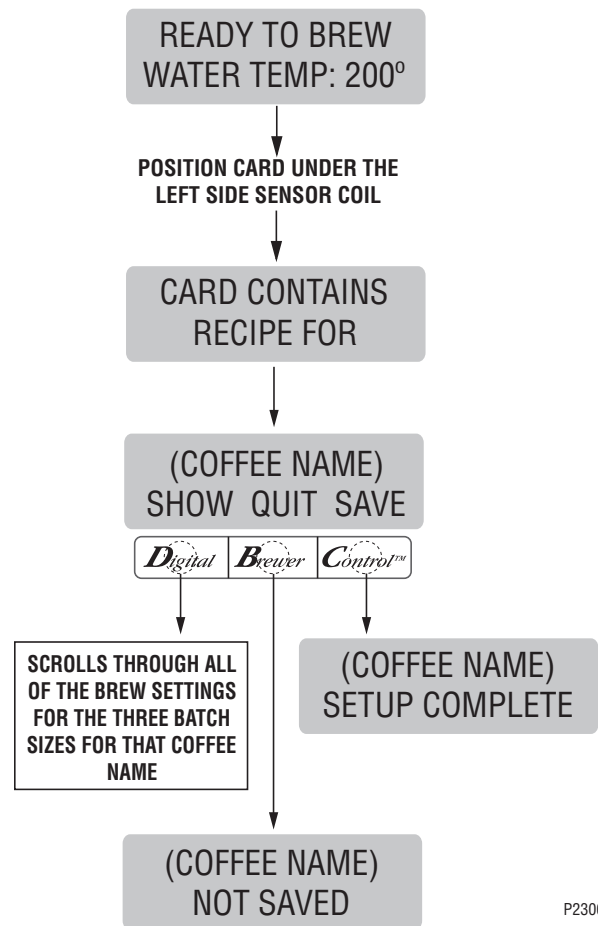 READY TO BREW
WATER TEMP: 200º
POSITION CARD UNDER THE
LEFT SIDE SENSOR COIL
CARD CONTAINS
RECIPE FOR
(COFFEE NAME)
SHOW QUIT SAVE
Digital Brewer Control™
SCROLLS THROUGH ALL
OF THE BREW SETTINGS
FOR THE THREE BATCH
SIZES FOR THAT COFFEE
NAME
(COFFEE NAME)
SETUP COMPLETE
(COFFEE NAME)
NOT SAVED